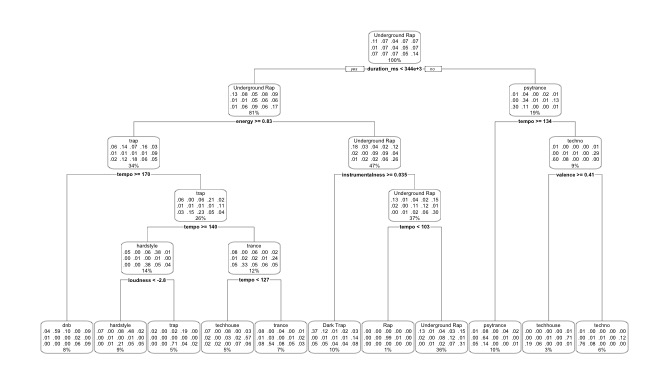 Underground Rap
.11 .07 .04 .07 .07
.01 .07 .04 .05 .07
.07 .07 .07 .05 .14
100%
yes duration_ms < 344e+3 no
Underground Rap
.13 .08 .05 .08 .09
.01 .01 .05 .06 .06
.01 .06 .09 .06 .17
81%
energy >= 0.83
psytrance
.01 .04 .00 .02 .01
.00 .34 .01 .01 .13
.30 .11 .00 .00 .01
19%
tempo >= 134
trap
.06 .14 .07 .16 .03
.01 .01 .01 .01 .09
.02 .12 .18 .06 .05
34%
tempo >= 170
Underground Rap
.18 .03 .04 .02 .12
.02 .00 .09 .09 .04
.01 .02 .02 .06 .26
47%
instrumentalness >= 0.035
techno
.01 .00 .00 .00 .01
.00 .01 .01 .00 .29
.60 .08 .00 .00 .00
9%
valence >= 0.41
trap
.06 .00 .06 .21 .02
.01 .01 .01 .01 .11
.03 .15 .23 .05 .04
26%
tempo >= 140
Underground Rap
.13 .01 .04 .02 .15
.02 .00 .11 .12 .01
.00 .01 .02 .06 .30
37%
tempo < 103
hardstyle
.05 .00 .06 .38 .01
.00 .01 .00 .01 .00
.00 .00 .38 .05 .04
14%
loudness < -2.8
trance
.08 .00 .06 .00 .02
.01 .02 .02 .01 .24
.05 .33 .05 .06 .05
12%
tempo < 127
dnb
.04 .59 .10 .00 .09
.01 .00 .00 .02 .00
.00 .00 .00 .06 .09
8%
hardstyle
.07 .00 .08 .48 .02
.00 .01 .00 .01 .00
.00 .01 .21 .05 .05
9%
trap
.02 .00 .02 .19 .00
.00 .00 .00 .00 .00
.00 .00 .71 .04 .02
5%
techhouse
.07 .00 .08 .00 .03
.02 .00 .03 .02 .57
.02 .02 .00 .07 .06
5%
trance
.08 .00 .04 .00 .01
.01 .03 .00 .01 .02
.08 .54 .08 .05 .03
7%
Dark Trap
.37 .12 .01 .02 .03
.00 .01 .01 .01 .14
.05 .05 .04 .04 .08
10%
Rap
.00 .00 .00 .00 .00
.00 .00 .99 .01 .00
.00 .00 .00 .00 .00
1%
Underground Rap
.13 .01 .04 .03 .15
.03 .00 .08 .12 .01
.00 .01 .02 .07 .31
36%
psytrance
.01 .08 .00 .04 .02
.01 .65 .01 .01 .00
.05 .14 .00 .00 .01
10%
techhouse
.01 .00 .00 .00 .01
.00 .01 .00 .00 .71
.19 .06 .00 .00 .00
3%
techno
.01 .00 .00 .00 .01
.00 .01 .00 .00 .12
.76 .08 .00 .00 .00
6%